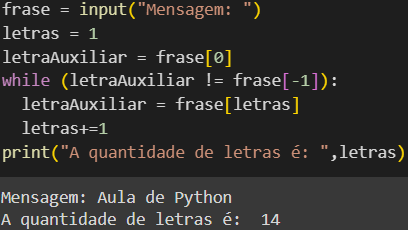 frase = input("Mensagem: ")
letras = 1
letraAuxiliar = frase[0]
while (letraAuxiliar != frase[-1]):
  letraAuxiliar = frase[letras]
  letras+=1
print("A quantidade de letras é: ",letras)
Mensagem: Aula de Python
A quantidade de letras é:  14